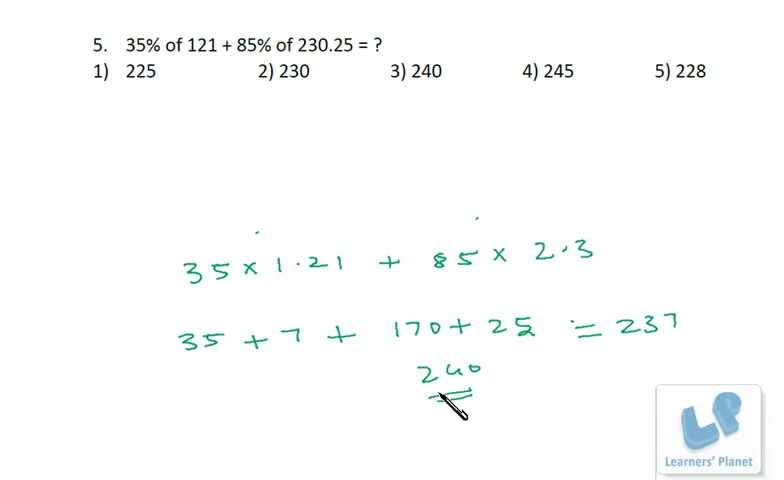 5. 35% of 121 + 85% of 230.25 = ?
1) 225 2) 230 3) 240 4) 245 5) 228
35 x 1.21 + 85 x 2.3
35 + 7 + 170 + 25 = 237
240
LP
Learners' Planet